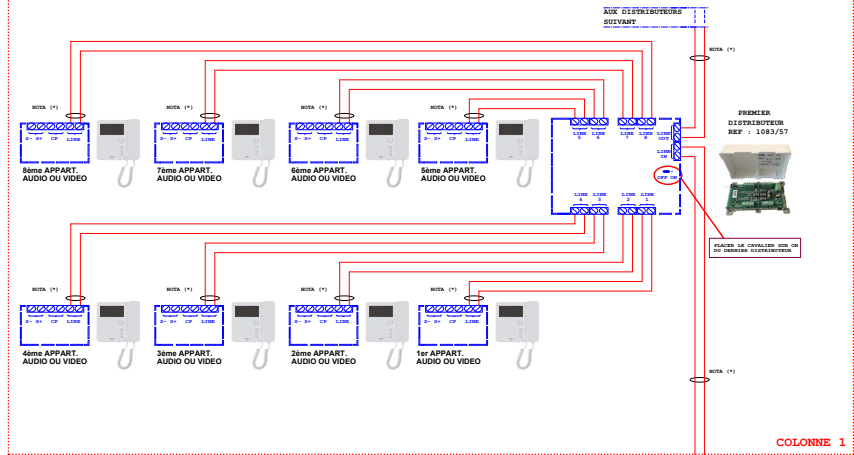 AUX DISTRIBUTEURS
SUIVANT
NOTA (*)
NOTA (*)
NOTA (*)
NOTA (*)
NOTA (*)
PREMIER
DISTRIBUTEUR
REF : 1083/57
S- S+ CP LINE
S- S+ CP LINE
S- S+ CP LINE
S- S+ CP LINE
LINE 5
LINE 6
LINE 7
LINE 8
LINE OUT
LINE IN
OFF ON
8ème APPART.
AUDIO OU VIDEO
7ème APPART.
AUDIO OU VIDEO
6ème APPART.
AUDIO OU VIDEO
5ème APPART.
AUDIO OU VIDEO
LINE 4
LINE 3
LINE 2
LINE 1
PLACER LE CAVALIER SUR ON
DU DERNIER DISTRIBUTEUR
NOTA (*)
NOTA (*)
NOTA (*)
NOTA (*)
S- S+ CP LINE
S- S+ CP LINE
S- S+ CP LINE
S- S+ CP LINE
4ème APPART.
AUDIO OU VIDEO
3ème APPART.
AUDIO OU VIDEO
2ème APPART.
AUDIO OU VIDEO
1er APPART.
AUDIO OU VIDEO
NOTA (*)
COLONNE 1